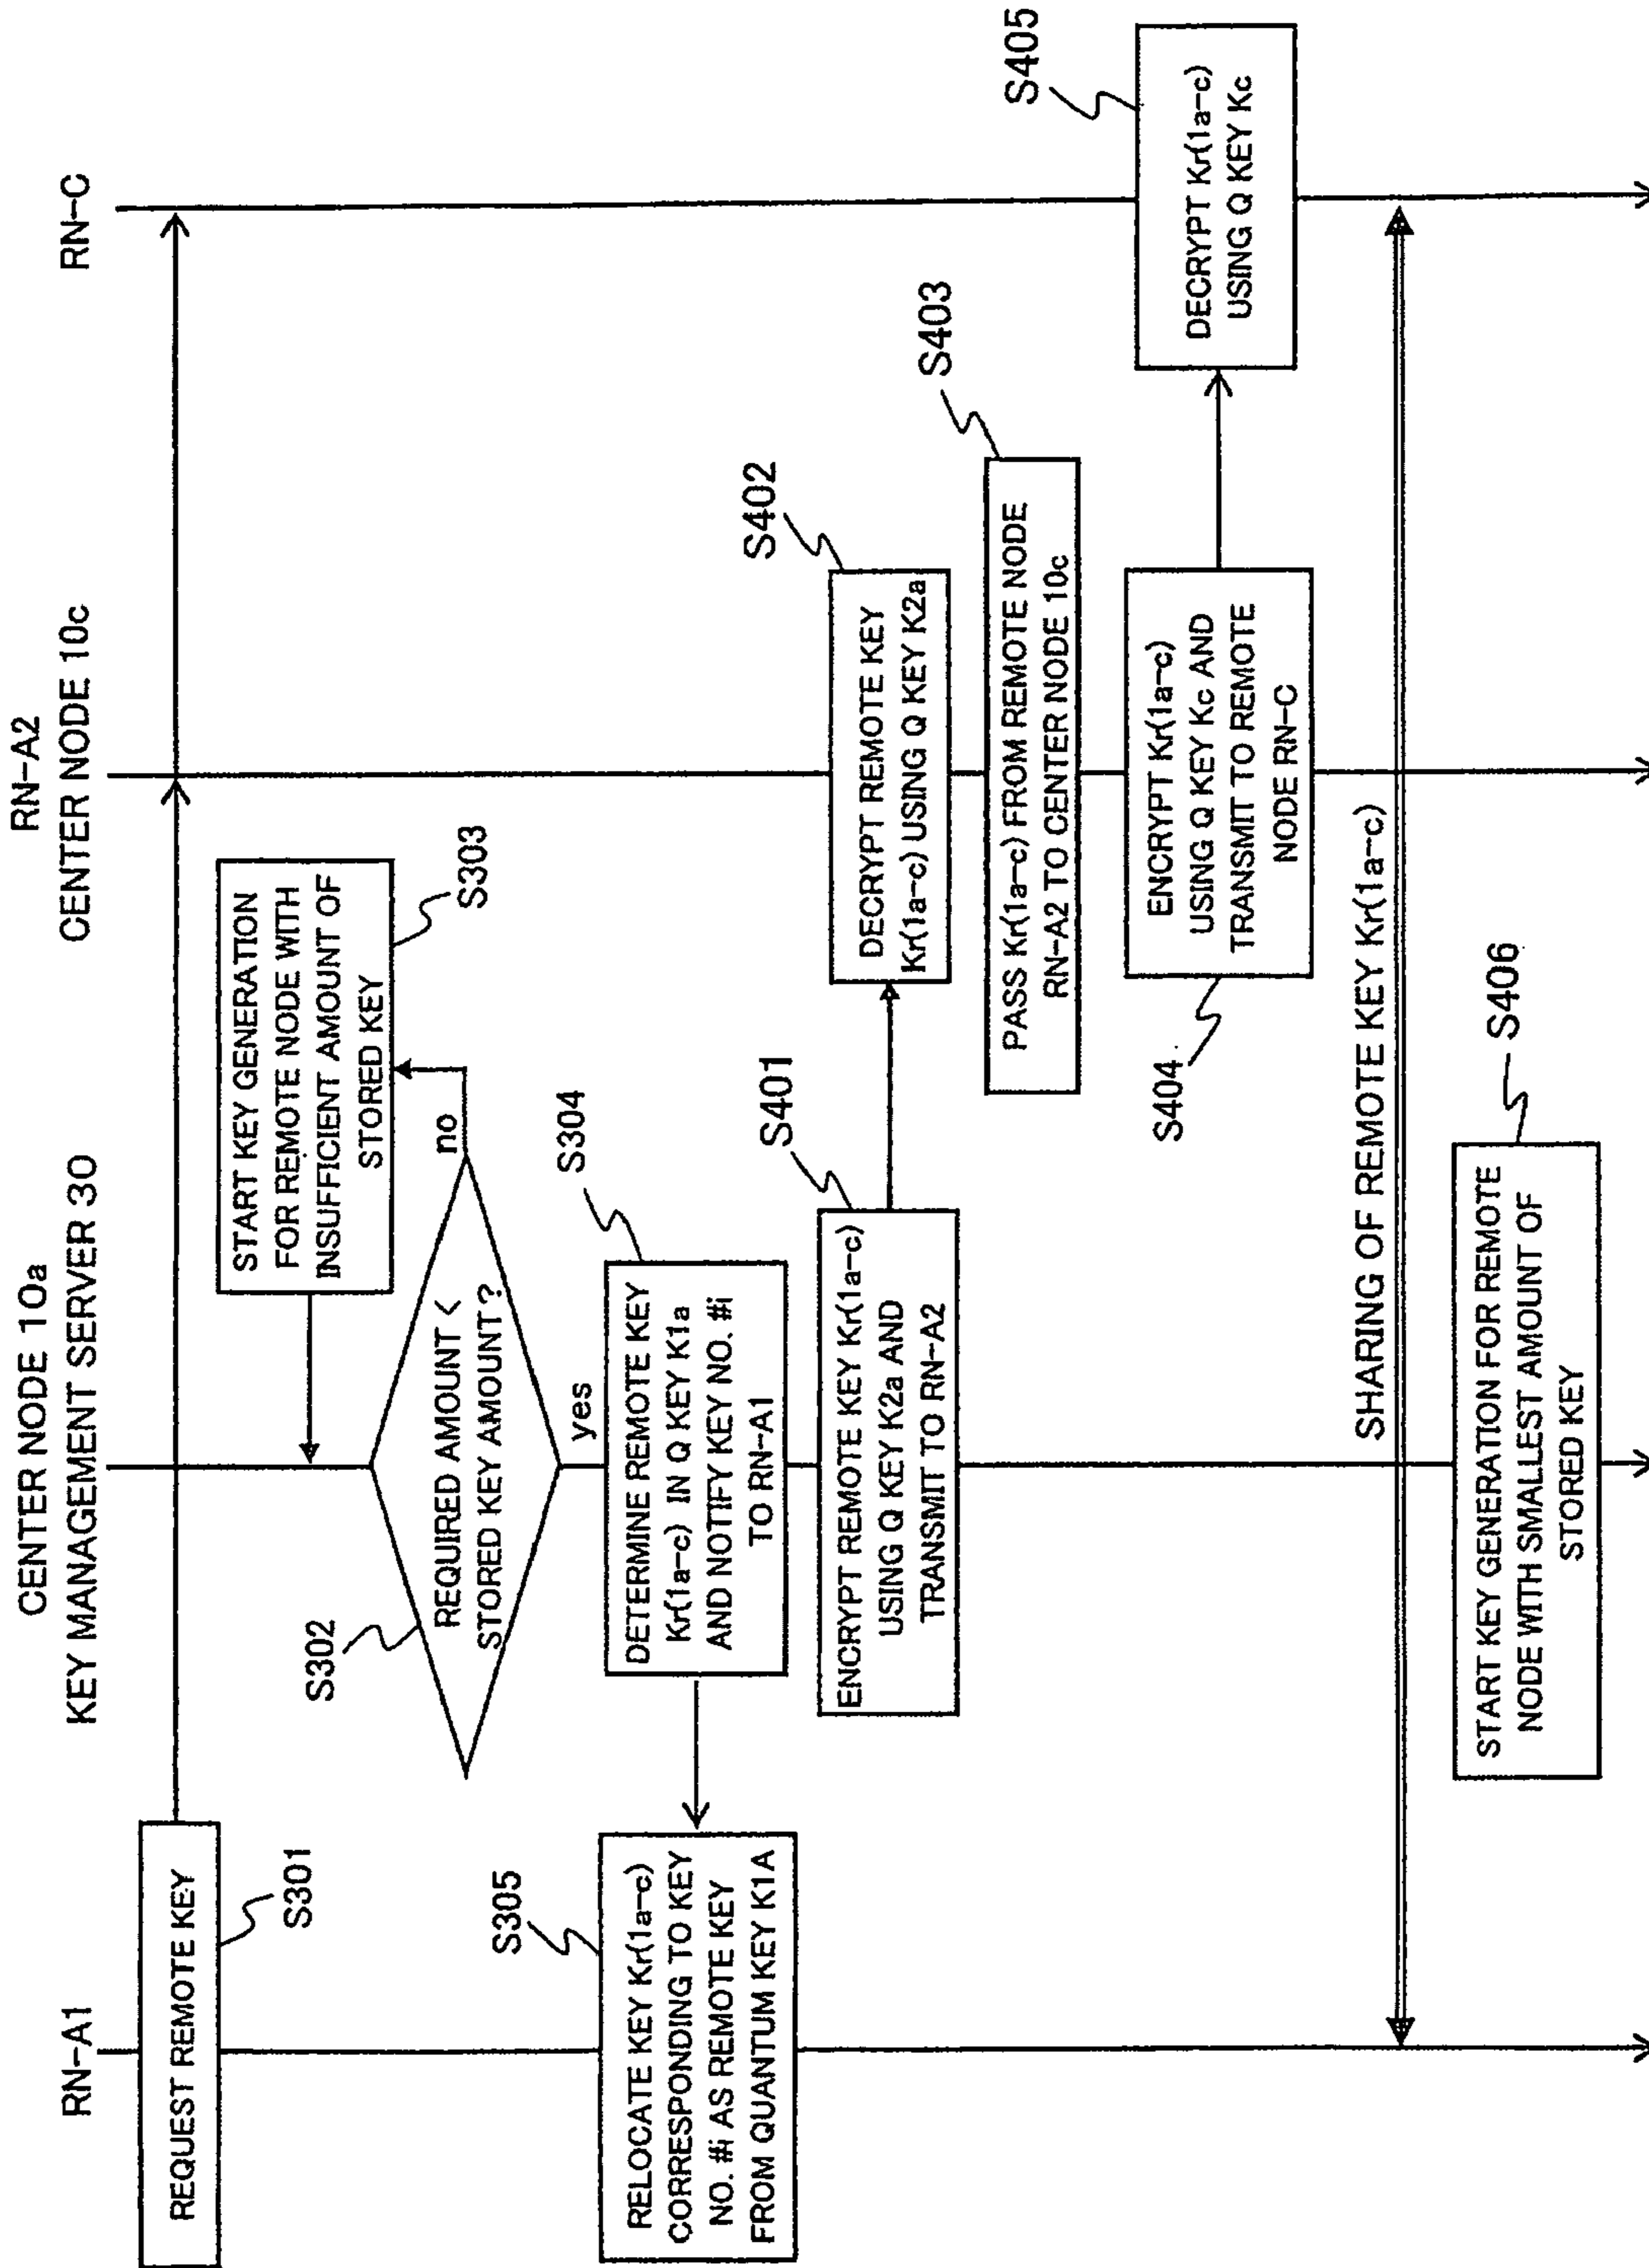 RN-A1
CENTER NODE 10a
KEY MANAGEMENT SERVER 30
RN-A2
CENTER NODE 10c
RN-C
REQUEST REMOTE KEY
S301
START KEY GENERATION
FOR REMOTE NODE WITH
INSUFFICIENT AMOUNT OF
STORED KEY
S303
S302
REQUIRED AMOUNT <
STORED KEY AMOUNT?
no
yes
S304
DETERMINE REMOTE KEY
Kr(1a-c) IN Q KEY K1a
AND NOTIFY KEY NO. #i
TO RN-A1
S305
RELOCATE KEY Kr(1a-c)
CORRESPONDING TO KEY
NO. #i AS REMOTE KEY
FROM QUANTUM KEY K1A
S401
ENCRYPT REMOTE KEY Kr(1a-c)
USING Q KEY K2a AND
TRANSMIT TO RN-A2
S402
DECRYPT REMOTE KEY
Kr(1a-c) USING Q KEY K2a
S403
PASS Kr(1a-c) FROM REMOTE NODE
RN-A2 TO CENTER NODE 10c
S404
ENCRYPT Kr(1a-c)
USING Q KEY Kc AND
TRANSMIT TO REMOTE
NODE RN-C
S405
DECRYPT Kr(1a-c)
USING Q KEY Kc
SHARING OF REMOTE KEY Kr(1a-c)
S406
START KEY GENERATION FOR REMOTE
NODE WITH SMALLEST AMOUNT OF
STORED KEY